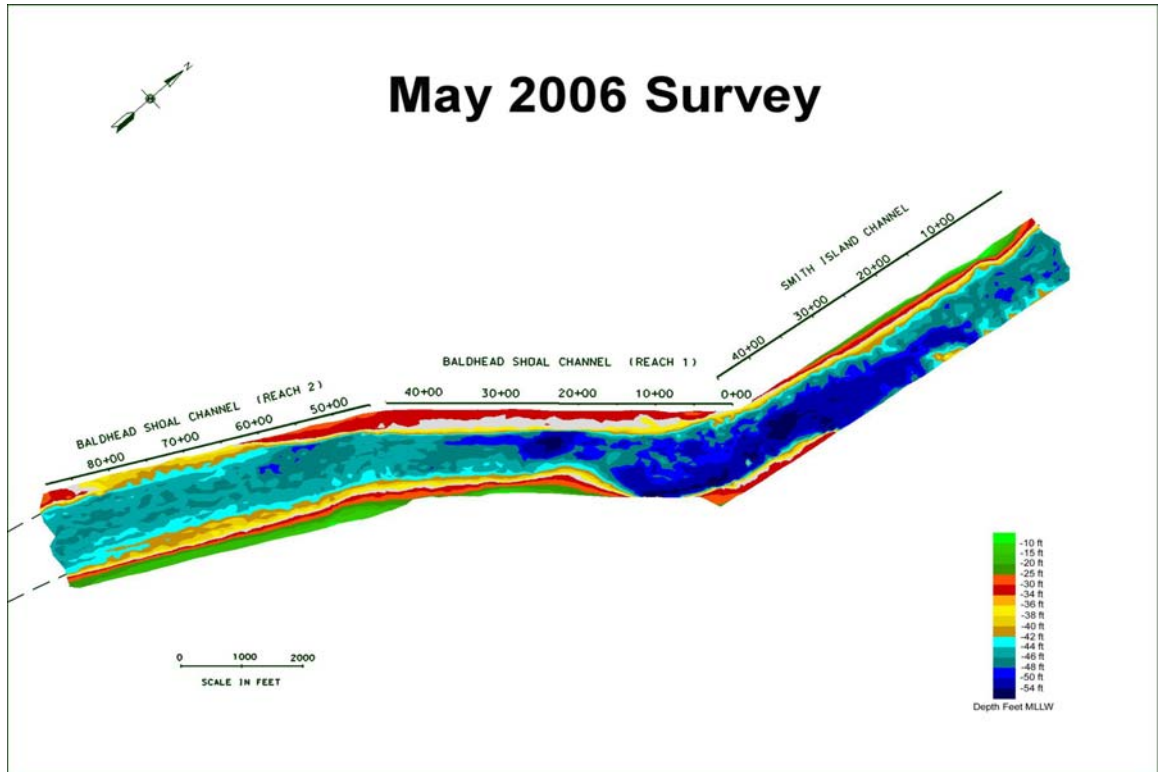 N
May 2006 Survey
SMITH ISLAND CHANNEL
10+00
20+00
30+00
40+00
BALDHEAD SHOAL CHANNEL (REACH 1)
40+00 30+00 20+00 10+00 0+00
BALDHEAD SHOAL CHANNEL (REACH 2)
80+00 70+00 60+00 50+00
0 1000 2000
SCALE IN FEET
-10 ft
-15 ft
-20 ft
-25 ft
-30 ft
-34 ft
-36 ft
-38 ft
-40 ft
-42 ft
-44 ft
-46 ft
-48 ft
-50 ft
-54 ft
Depth Feet MLLW